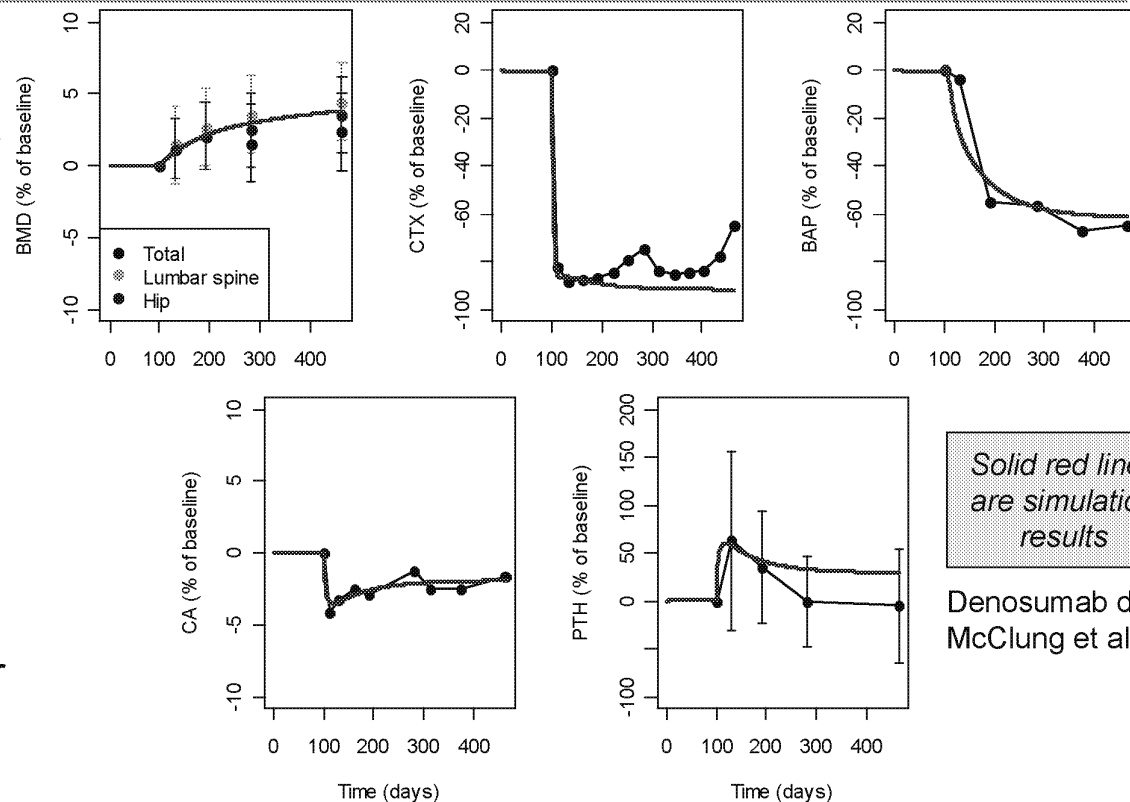 BMD (% of baseline)
10
5
0
-5
-10
Total
Lumbar spine
Hip
0 100 200 300 400
CTX (% of baseline)
20
0
-20
-40
-60
-100
0 100 200 300 400
BAP (% of baseline)
20
0
-20
-40
-60
-100
0 100 200 300 400
CA (% of baseline)
10
5
0
-5
-10
0 100 200 300 400
Time (days)
PTH (% of baseline)
200
150
100
50
0
-100
0 100 200 300 400
Time (days)
Solid red line
are simulatio
results
Denosumab d
McClung et al